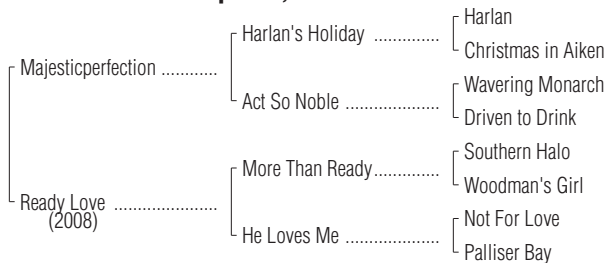 Harlan
Harlan's Holiday ..............
Christmas in Aiken
Majesticperfection ............
Wavering Monarch
Act So Noble ....................
Driven to Drink
Southern Halo
More Than Ready..............
Woodman's Girl
Ready Love ......................
(2008)
Not For Love
He Loves Me ....................
Palliser Bay